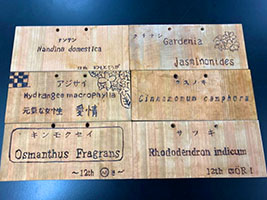 ナンテン
Nandina domestica
クチナシ
Gardenia
Jasminonides
アジサイ
Hydrangea macrophylla
元気な女性 愛情
クスノキ
Cinnamomum camphora
キンモクセイ
Osmanthus Fragrans
〜12th
サツキ
Rhododendron indicum
12th